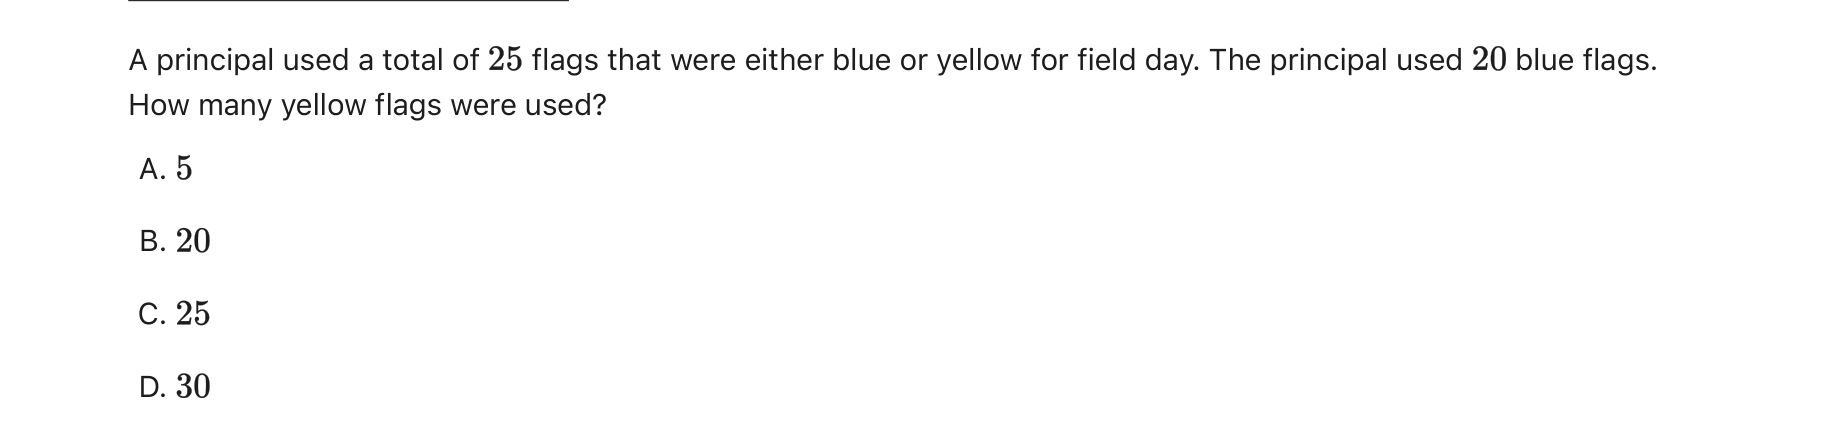 A principal used a total of 25 flags that were either blue or yellow for field day. The principal used 20 blue flags.
How many yellow flags were used?
A. 5
B. 20
C. 25
D. 30